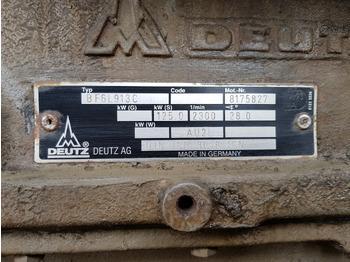 DEUTZ
Typ Code Mot.-Nr.
BF6L913C 8175827
kW (G) kW (S) 1/min
125.0 2300 28.0
kW (W)
AU20
DEUTZ DEUTZ AG
MADE IN GERMANY